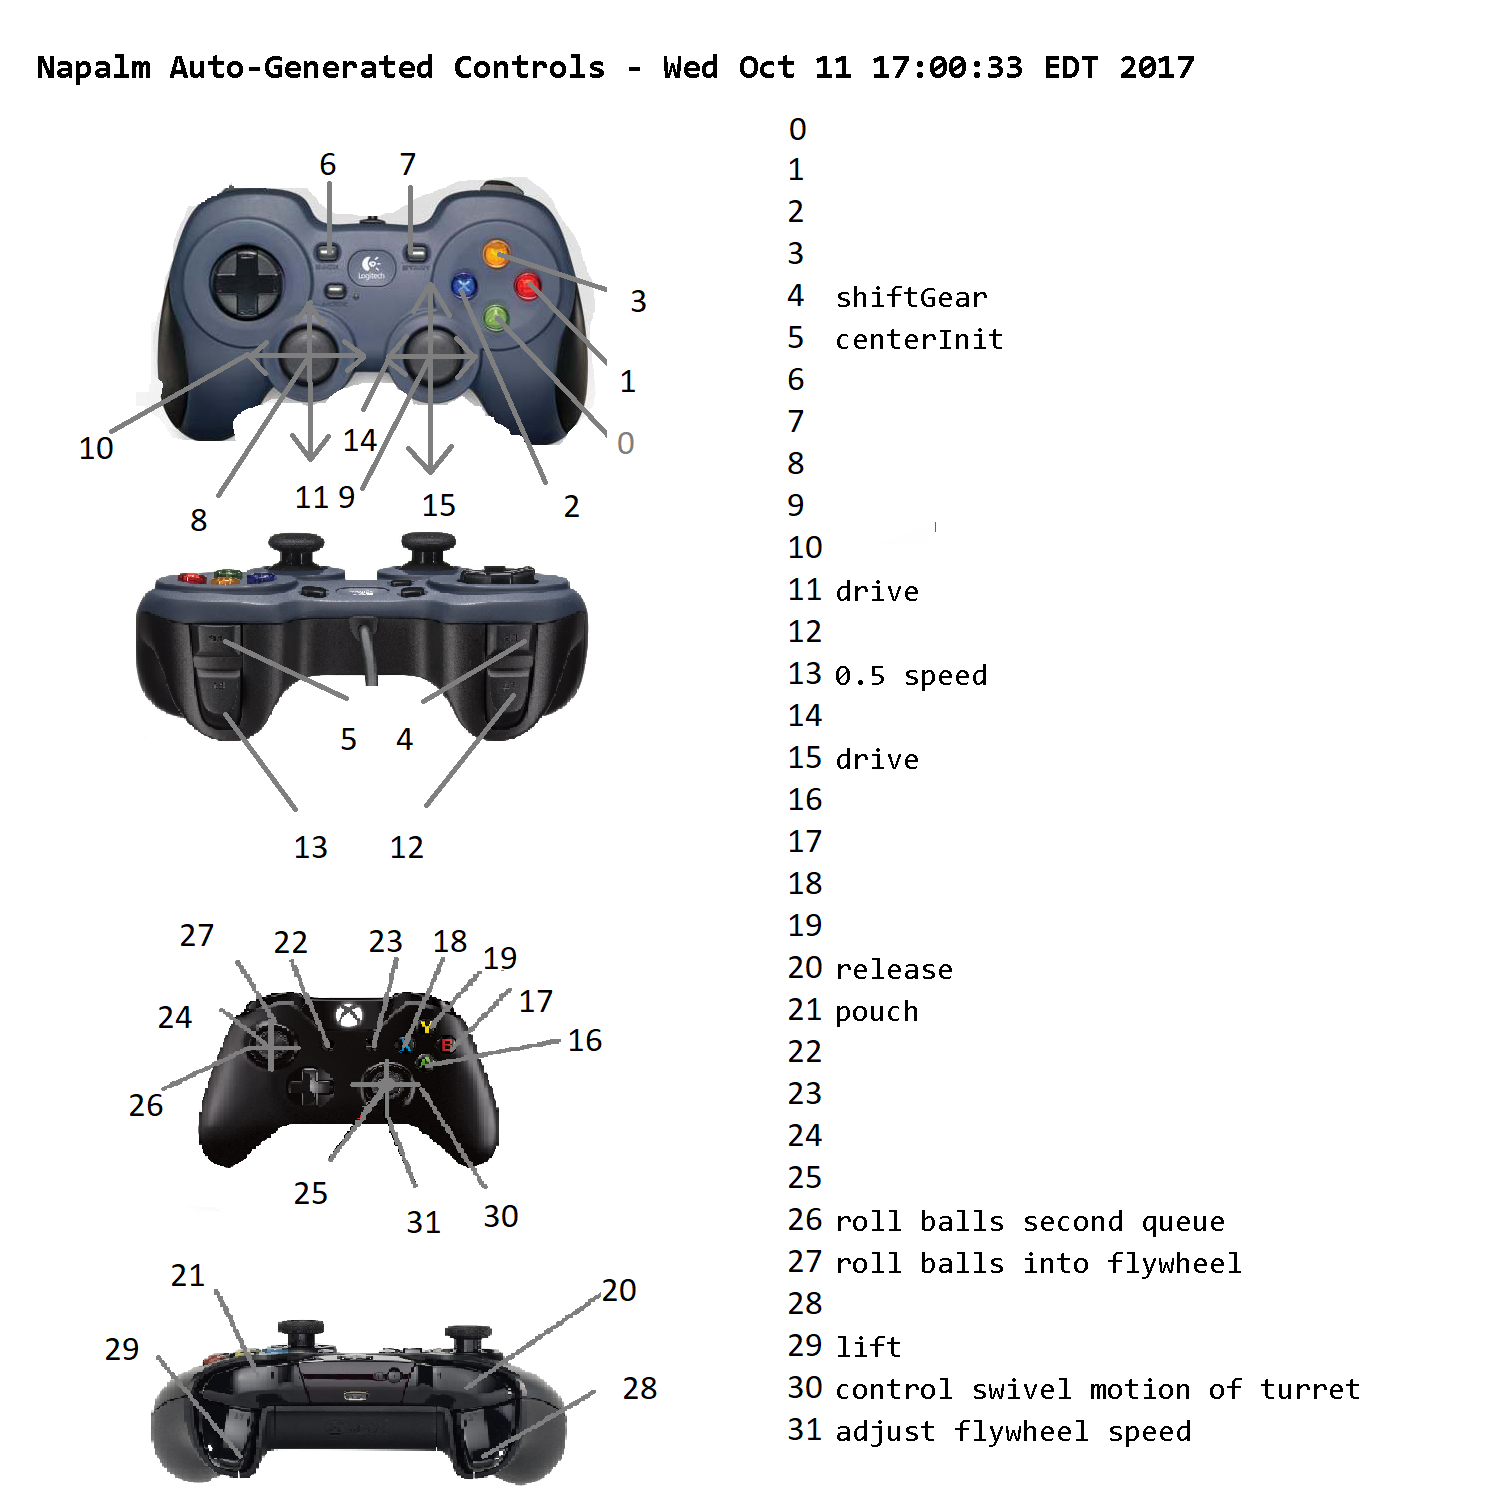 Napalm Auto-Generated Controls - Wed Oct 11 17:00:33 EDT 2017
6 7
Logitech
X
3
1
0
10
14
11 9
15
8
2
5 4
13 12
27 22 23 18 19
24
17
16
Y
X B
A
26
25
31 30
21
20
29
28
0
1
2
3
4 shiftGear
5 centerInit
6
7
8
9
10
11 drive
12
13 0.5 speed
14
15 drive
16
17
18
19
20 release
21 pouch
22
23
24
25
26 roll balls second queue
27 roll balls into flywheel
28
29 lift
30 control swivel motion of turret
31 adjust flywheel speed